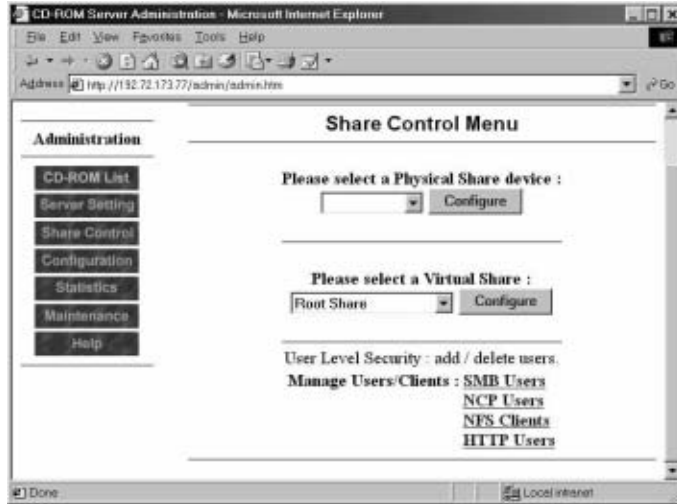 CD-ROM Server Administration - Microsoft Internet Explorer
File Edit View Favorites Tools Help
Address http://192.72.173.77/admin/admin.htm Go
Administration
CD-ROM List
Server Setting
Share Control
Configuration
Statistics
Maintenance
Help
Share Control Menu
Please select a Physical Share device :
Configure
Please select a Virtual Share :
Root Share Configure
User Level Security : add / delete users.
Manage Users/Clients : SMB Users
NCP Users
NFS Clients
HTTP Users
Done Local intranet